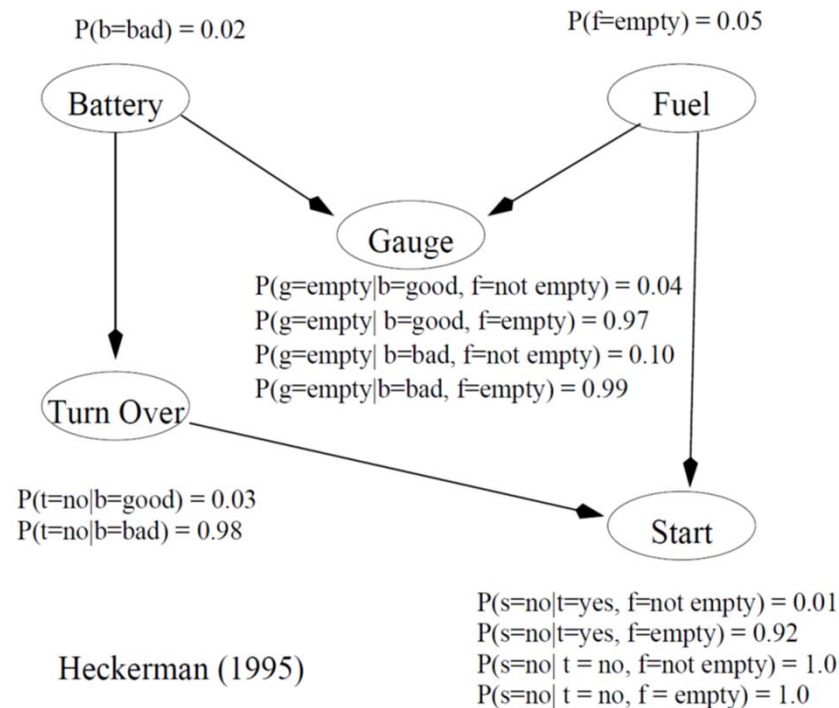 P(b=bad) = 0.02
P(f=empty) = 0.05
Battery
Fuel
Gauge
P(g=empty|b=good, f=not empty) = 0.04
P(g=empty| b=good, f=empty) = 0.97
P(g=empty| b=bad, f=not empty) = 0.10
P(g=empty|b=bad, f=empty) = 0.99
Turn Over
P(t=no|b=good) = 0.03
P(t=no|b=bad) = 0.98
Start
P(s=no|t=yes, f=not empty) = 0.01
P(s=no|t=yes, f=empty) = 0.92
P(s=no| t = no, f=not empty) = 1.0
P(s=no| t = no, f = empty) = 1.0
Heckerman (1995)